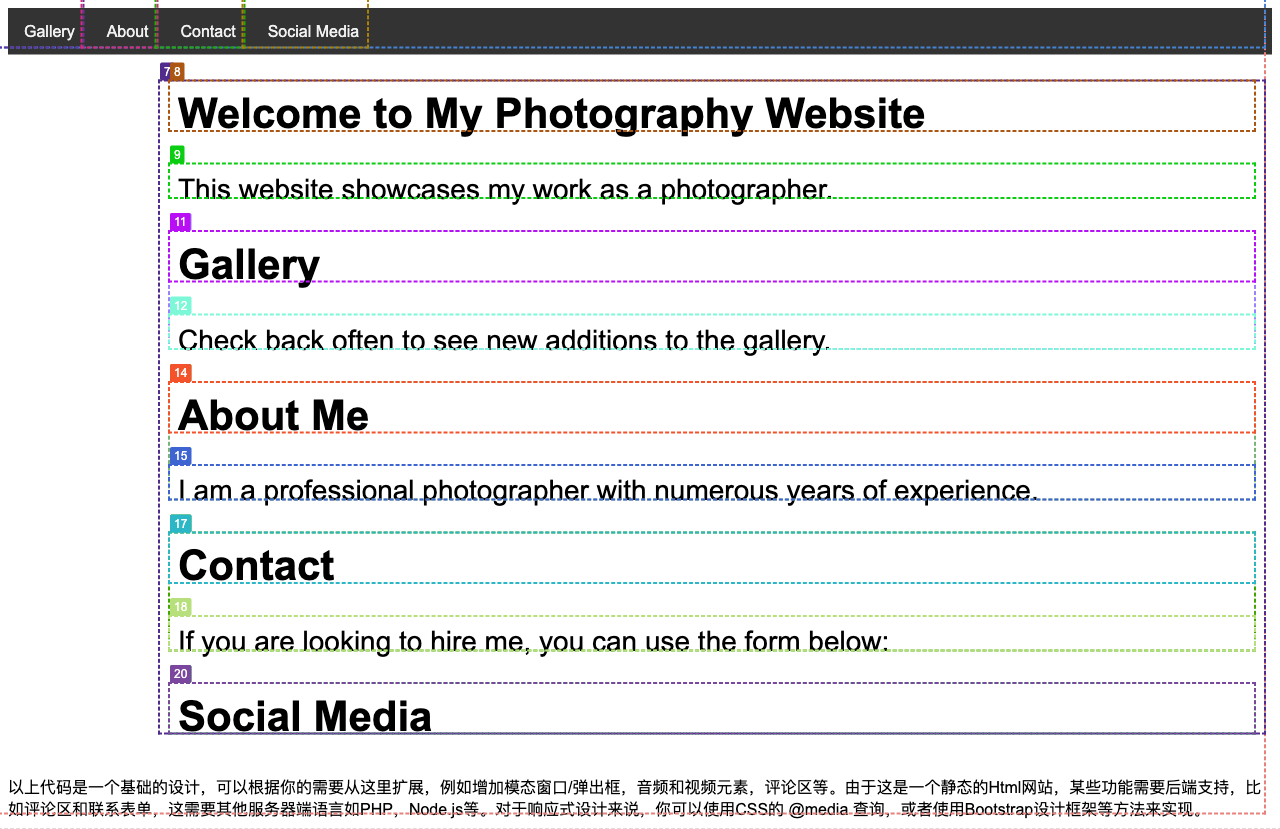 Gallery About Contact Social Media
7 8
Welcome to My Photography Website
9
This website showcases my work as a photographer.
11
Gallery
12
Check back often to see new additions to the gallery.
14
About Me
15
I am a professional photographer with numerous years of experience.
17
Contact
18
If you are looking to hire me, you can use the form below:
20
Social Media
以上代码是一个基础的设计，可以根据你的需要从这里扩展，例如增加模态窗口/弹出框，音频和视频元素，评论区等。由于这是一个静态的Html网站，某些功能需要后端支持，比
如评论区和联系表单，这需要其他服务器端语言如PHP，Node.js等。对于响应式设计来说，你可以使用CSS的 @media 查询，或者使用Bootstrap设计框架等方法来实现。